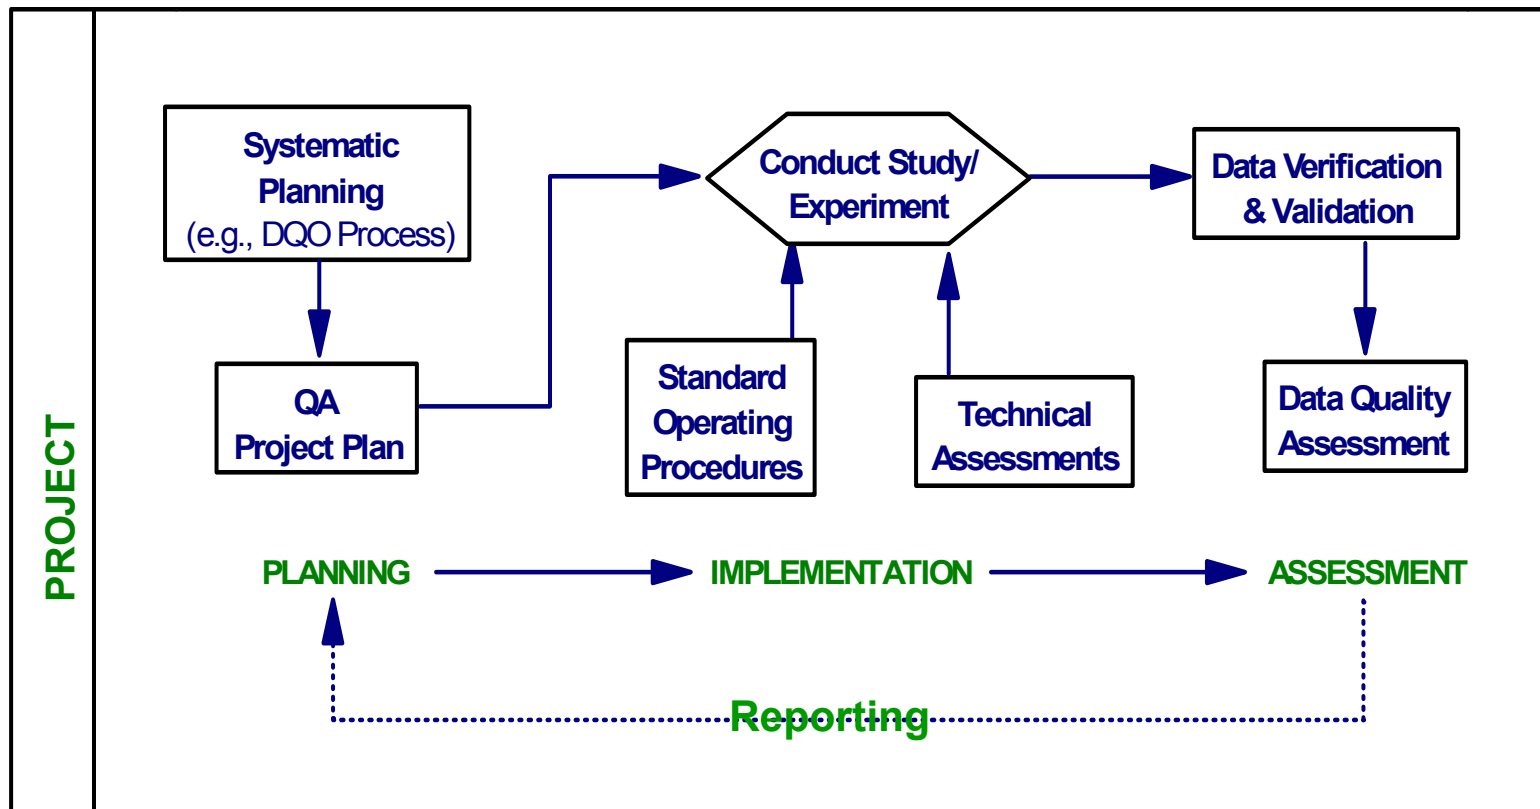 PROJECT
Systematic
Planning
(e.g., DQO Process)
QA
Project Plan
Conduct Study/
Experiment
Standard
Operating
Procedures
Technical
Assessments
Data Verification
& Validation
Data Quality
Assessment
PLANNING
IMPLEMENTATION
ASSESSMENT
Reporting